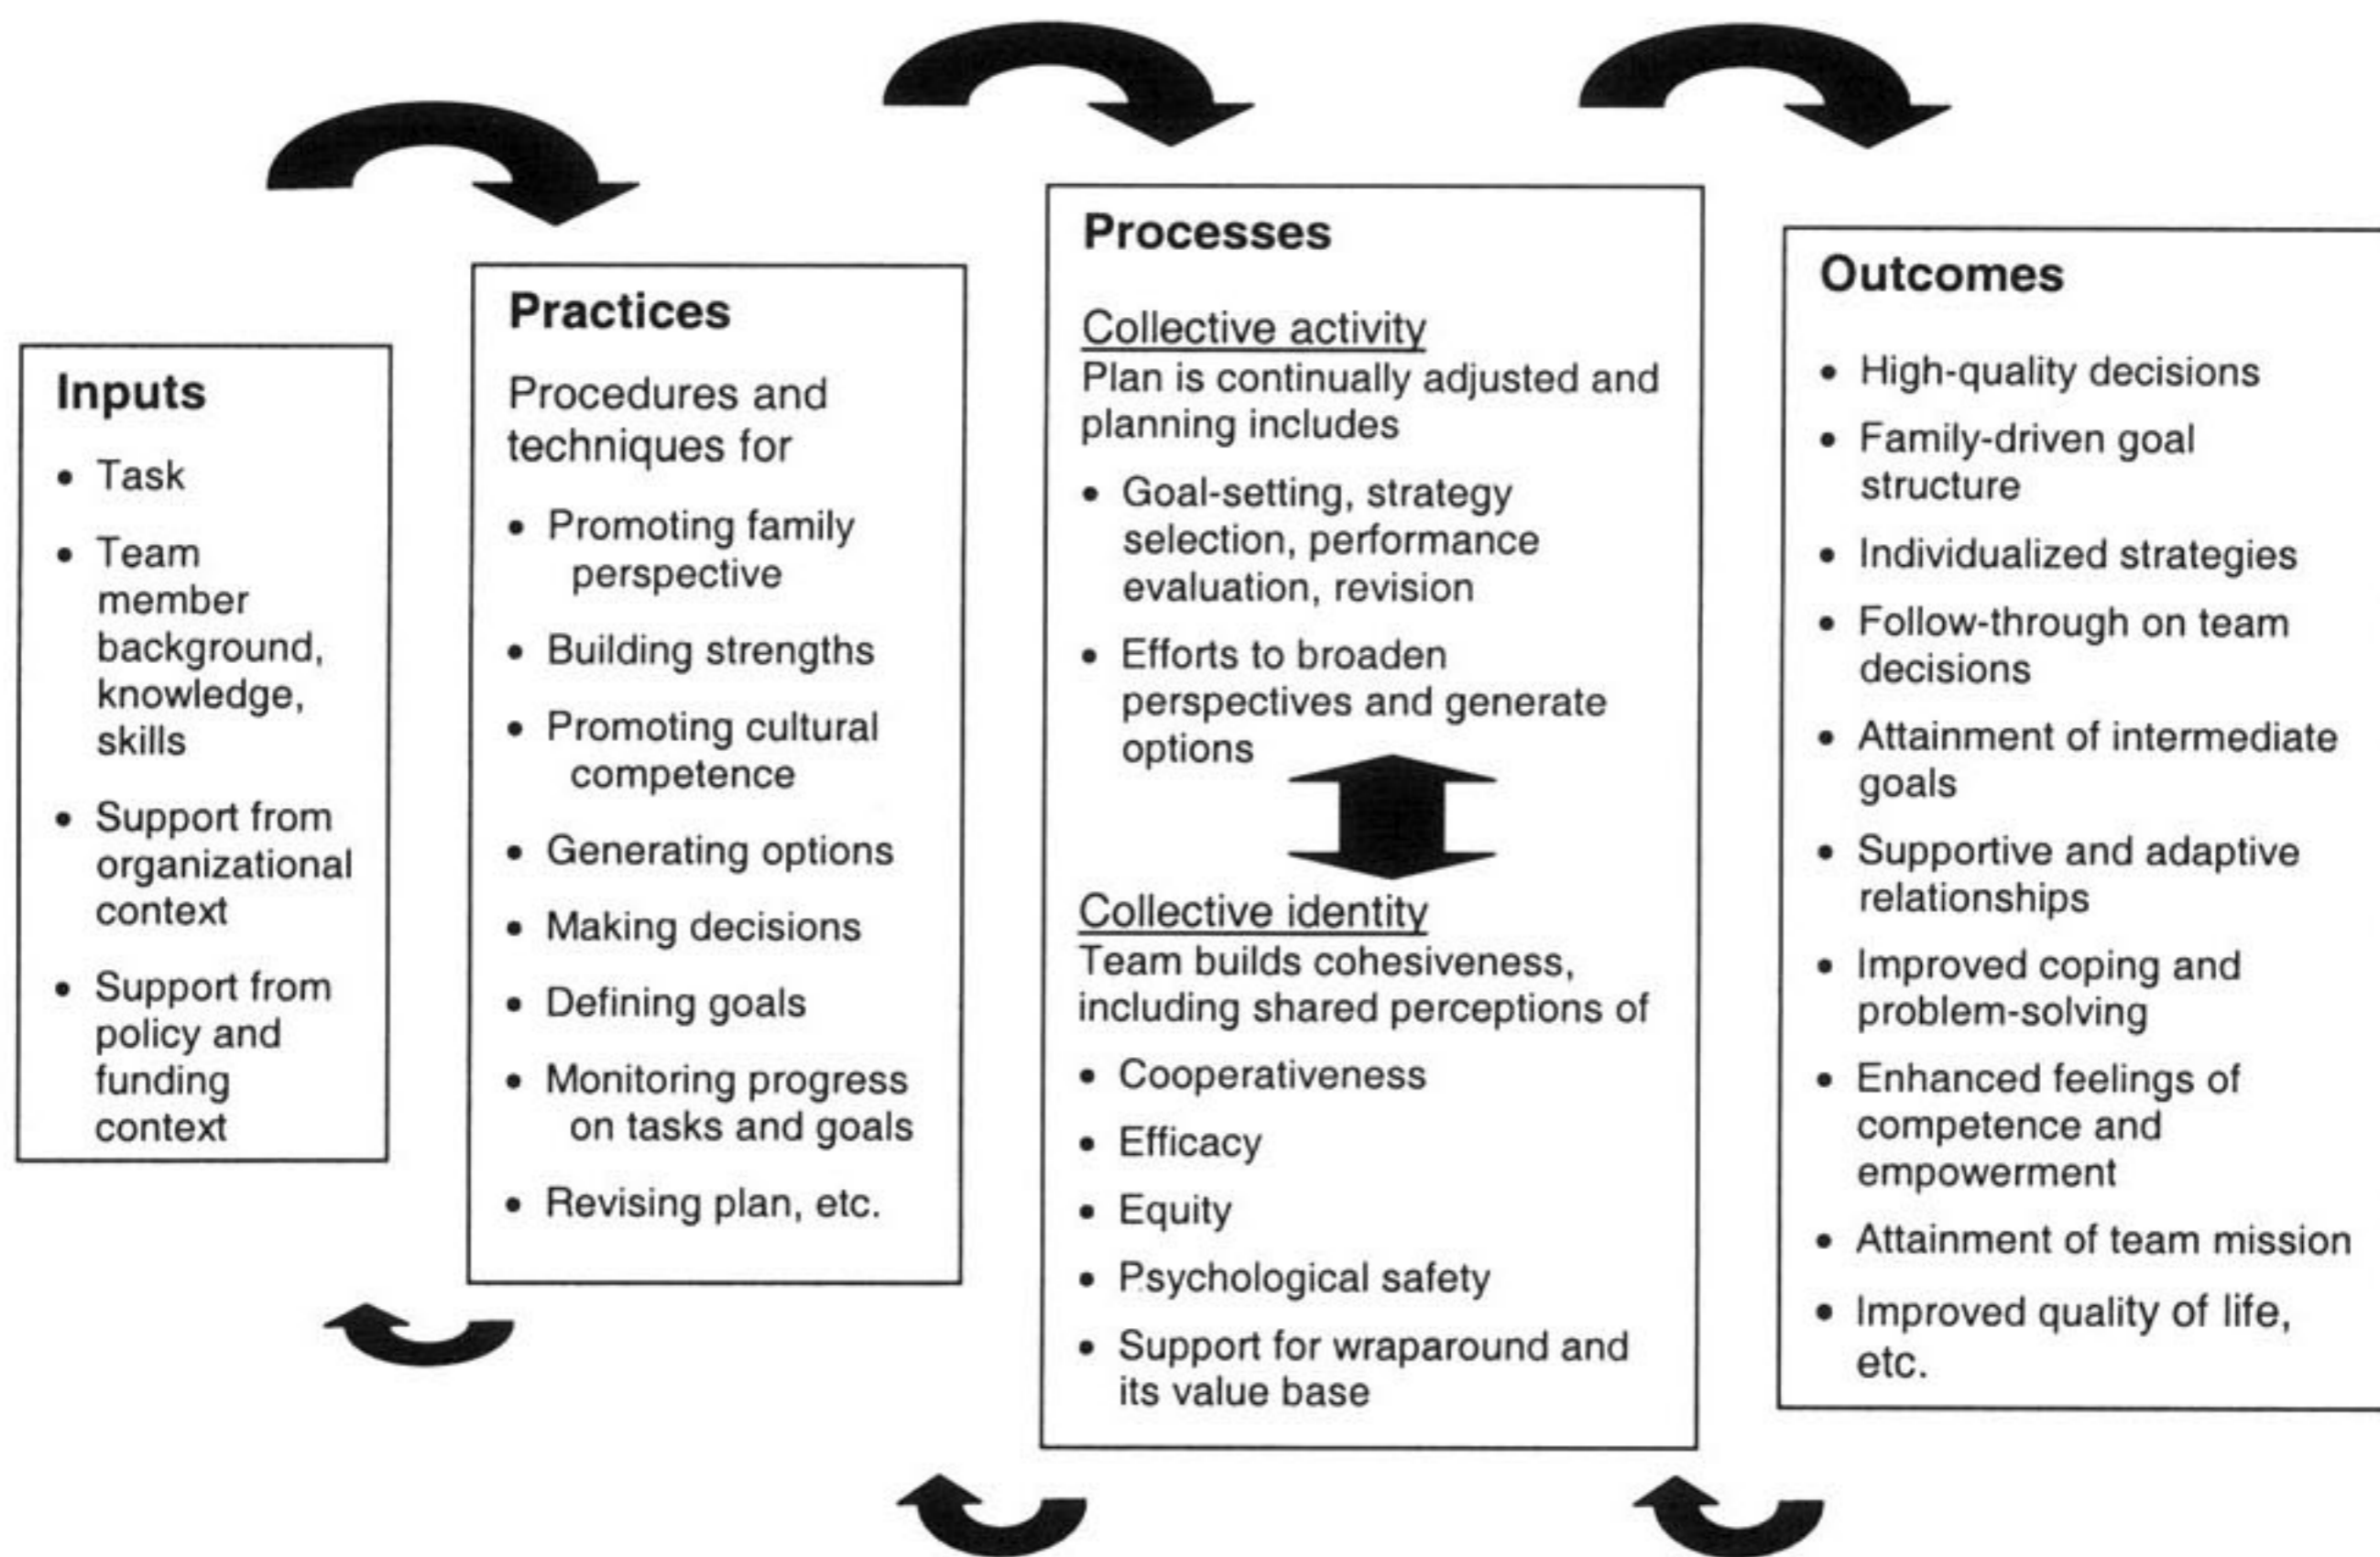 Inputs
• Task
• Team
member
background,
knowledge,
skills
• Support from
organizational
context
• Support from
policy and
funding
context
Practices
Procedures and
techniques for
• Promoting family
perspective
• Building strengths
• Promoting cultural
competence
• Generating options
• Making decisions
• Defining goals
• Monitoring progress
on tasks and goals
• Revising plan, etc.
Processes
Collective activity
Plan is continually adjusted and
planning includes
• Goal-setting, strategy
selection, performance
evaluation, revision
• Efforts to broaden
perspectives and generate
options
Collective identity
Team builds cohesiveness,
including shared perceptions of
• Cooperativeness
• Efficacy
• Equity
• Psychological safety
• Support for wraparound and
its value base
Outcomes
• High-quality decisions
• Family-driven goal
structure
• Individualized strategies
• Follow-through on team
decisions
• Attainment of intermediate
goals
• Supportive and adaptive
relationships
• Improved coping and
problem-solving
• Enhanced feelings of
competence and
empowerment
• Attainment of team mission
• Improved quality of life,
etc.